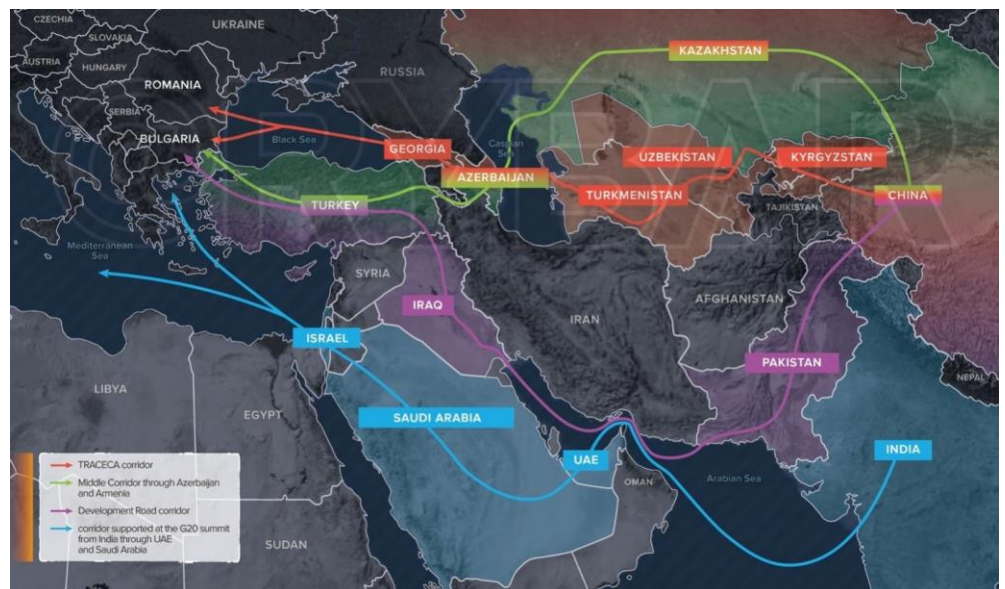 CZECHIA
UKRAINE
SLOVAKIA
AUSTRIA
HUNGARY
KAZAKHSTAN
RUSSIA
ROMANIA
SERBIA
BULGARIA
Black Sea
GEORGIA
Caspian
Sea
UZBEKISTAN
KYRGYZSTAN
AZERBAIJAN
TURKMENISTAN
CHINA
TURKEY
TAJIKISTAN
Mediterranean
Sea
SYRIA
IRAQ
AFGHANISTAN
IRAN
ISRAEL
PAKISTAN
NEPAL
LIBYA
EGYPT
SAUDI ARABIA
UAE
INDIA
OMAN
Arabian Sea
SUDAN
TRACECA corridor
Middle Corridor through Azerbaijan
and Armenia
Development Road corridor
corridor supported at the G20 summit
from India through UAE
and Saudi Arabia
RYBAR